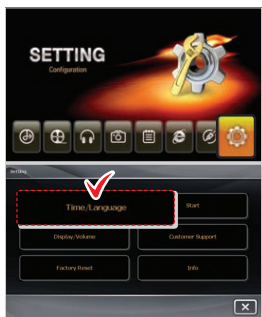 SETTING
Configuration
Setting
Time/Language
Start
Display/Volume
Customer Support
Factory Reset
Info